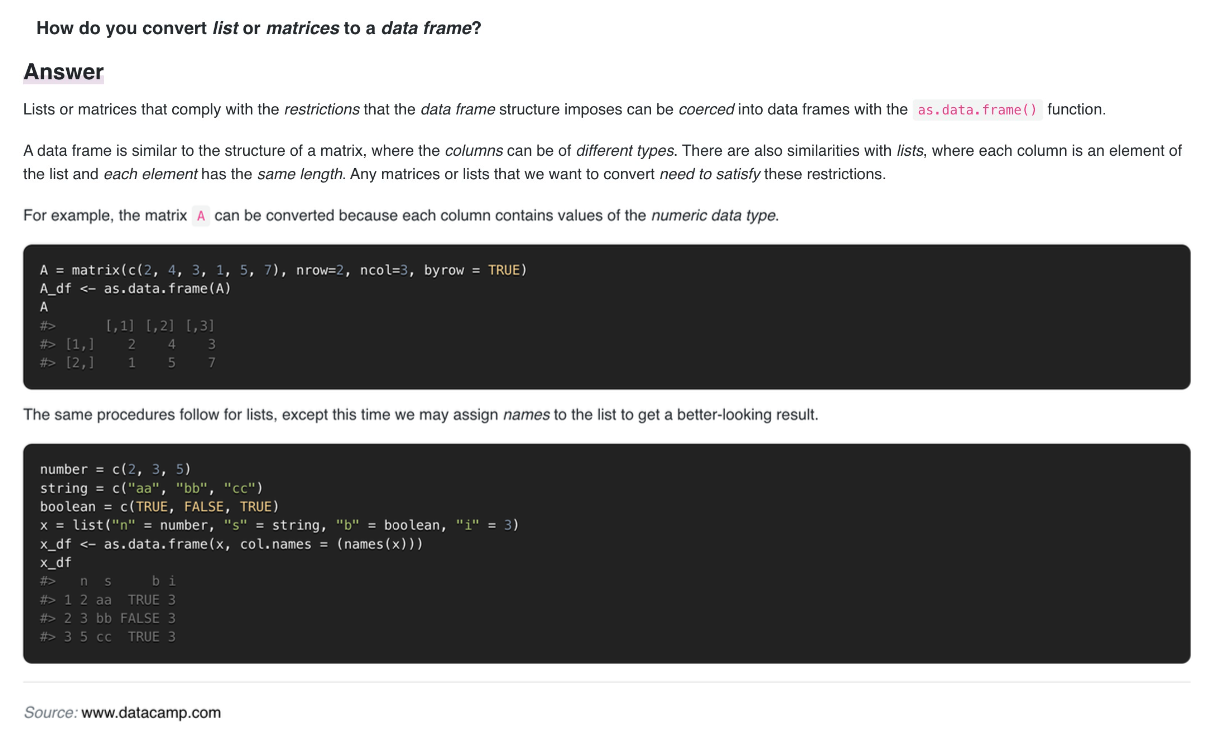 How do you convert list or matrices to a data frame?
Answer
Lists or matrices that comply with the restrictions that the data frame structure imposes can be coerced into data frames with the as.data.frame() function.
A data frame is similar to the structure of a matrix, where the columns can be of different types. There are also similarities with lists, where each column is an element of
the list and each element has the same length. Any matrices or lists that we want to convert need to satisfy these restrictions.
For example, the matrix A can be converted because each column contains values of the numeric data type.
A = matrix(c(2, 4, 3, 1, 5, 7), nrow=2, ncol=3, byrow = TRUE)
A_df <- as.data.frame(A)
A
#>      [,1] [,2] [,3]
#> [1,]    2    4    3
#> [2,]    1    5    7
The same procedures follow for lists, except this time we may assign names to the list to get a better-looking result.
number = c(2, 3, 5)
string = c("aa", "bb", "cc")
boolean = c(TRUE, FALSE, TRUE)
x = list("n" = number, "s" = string, "b" = boolean, "i" = 3)
x_df <- as.data.frame(x, col.names = (names(x)))
x_df
#>   n  s     b i
#> 1 2 aa  TRUE 3
#> 2 3 bb FALSE 3
#> 3 5 cc  TRUE 3
Source: www.datacamp.com